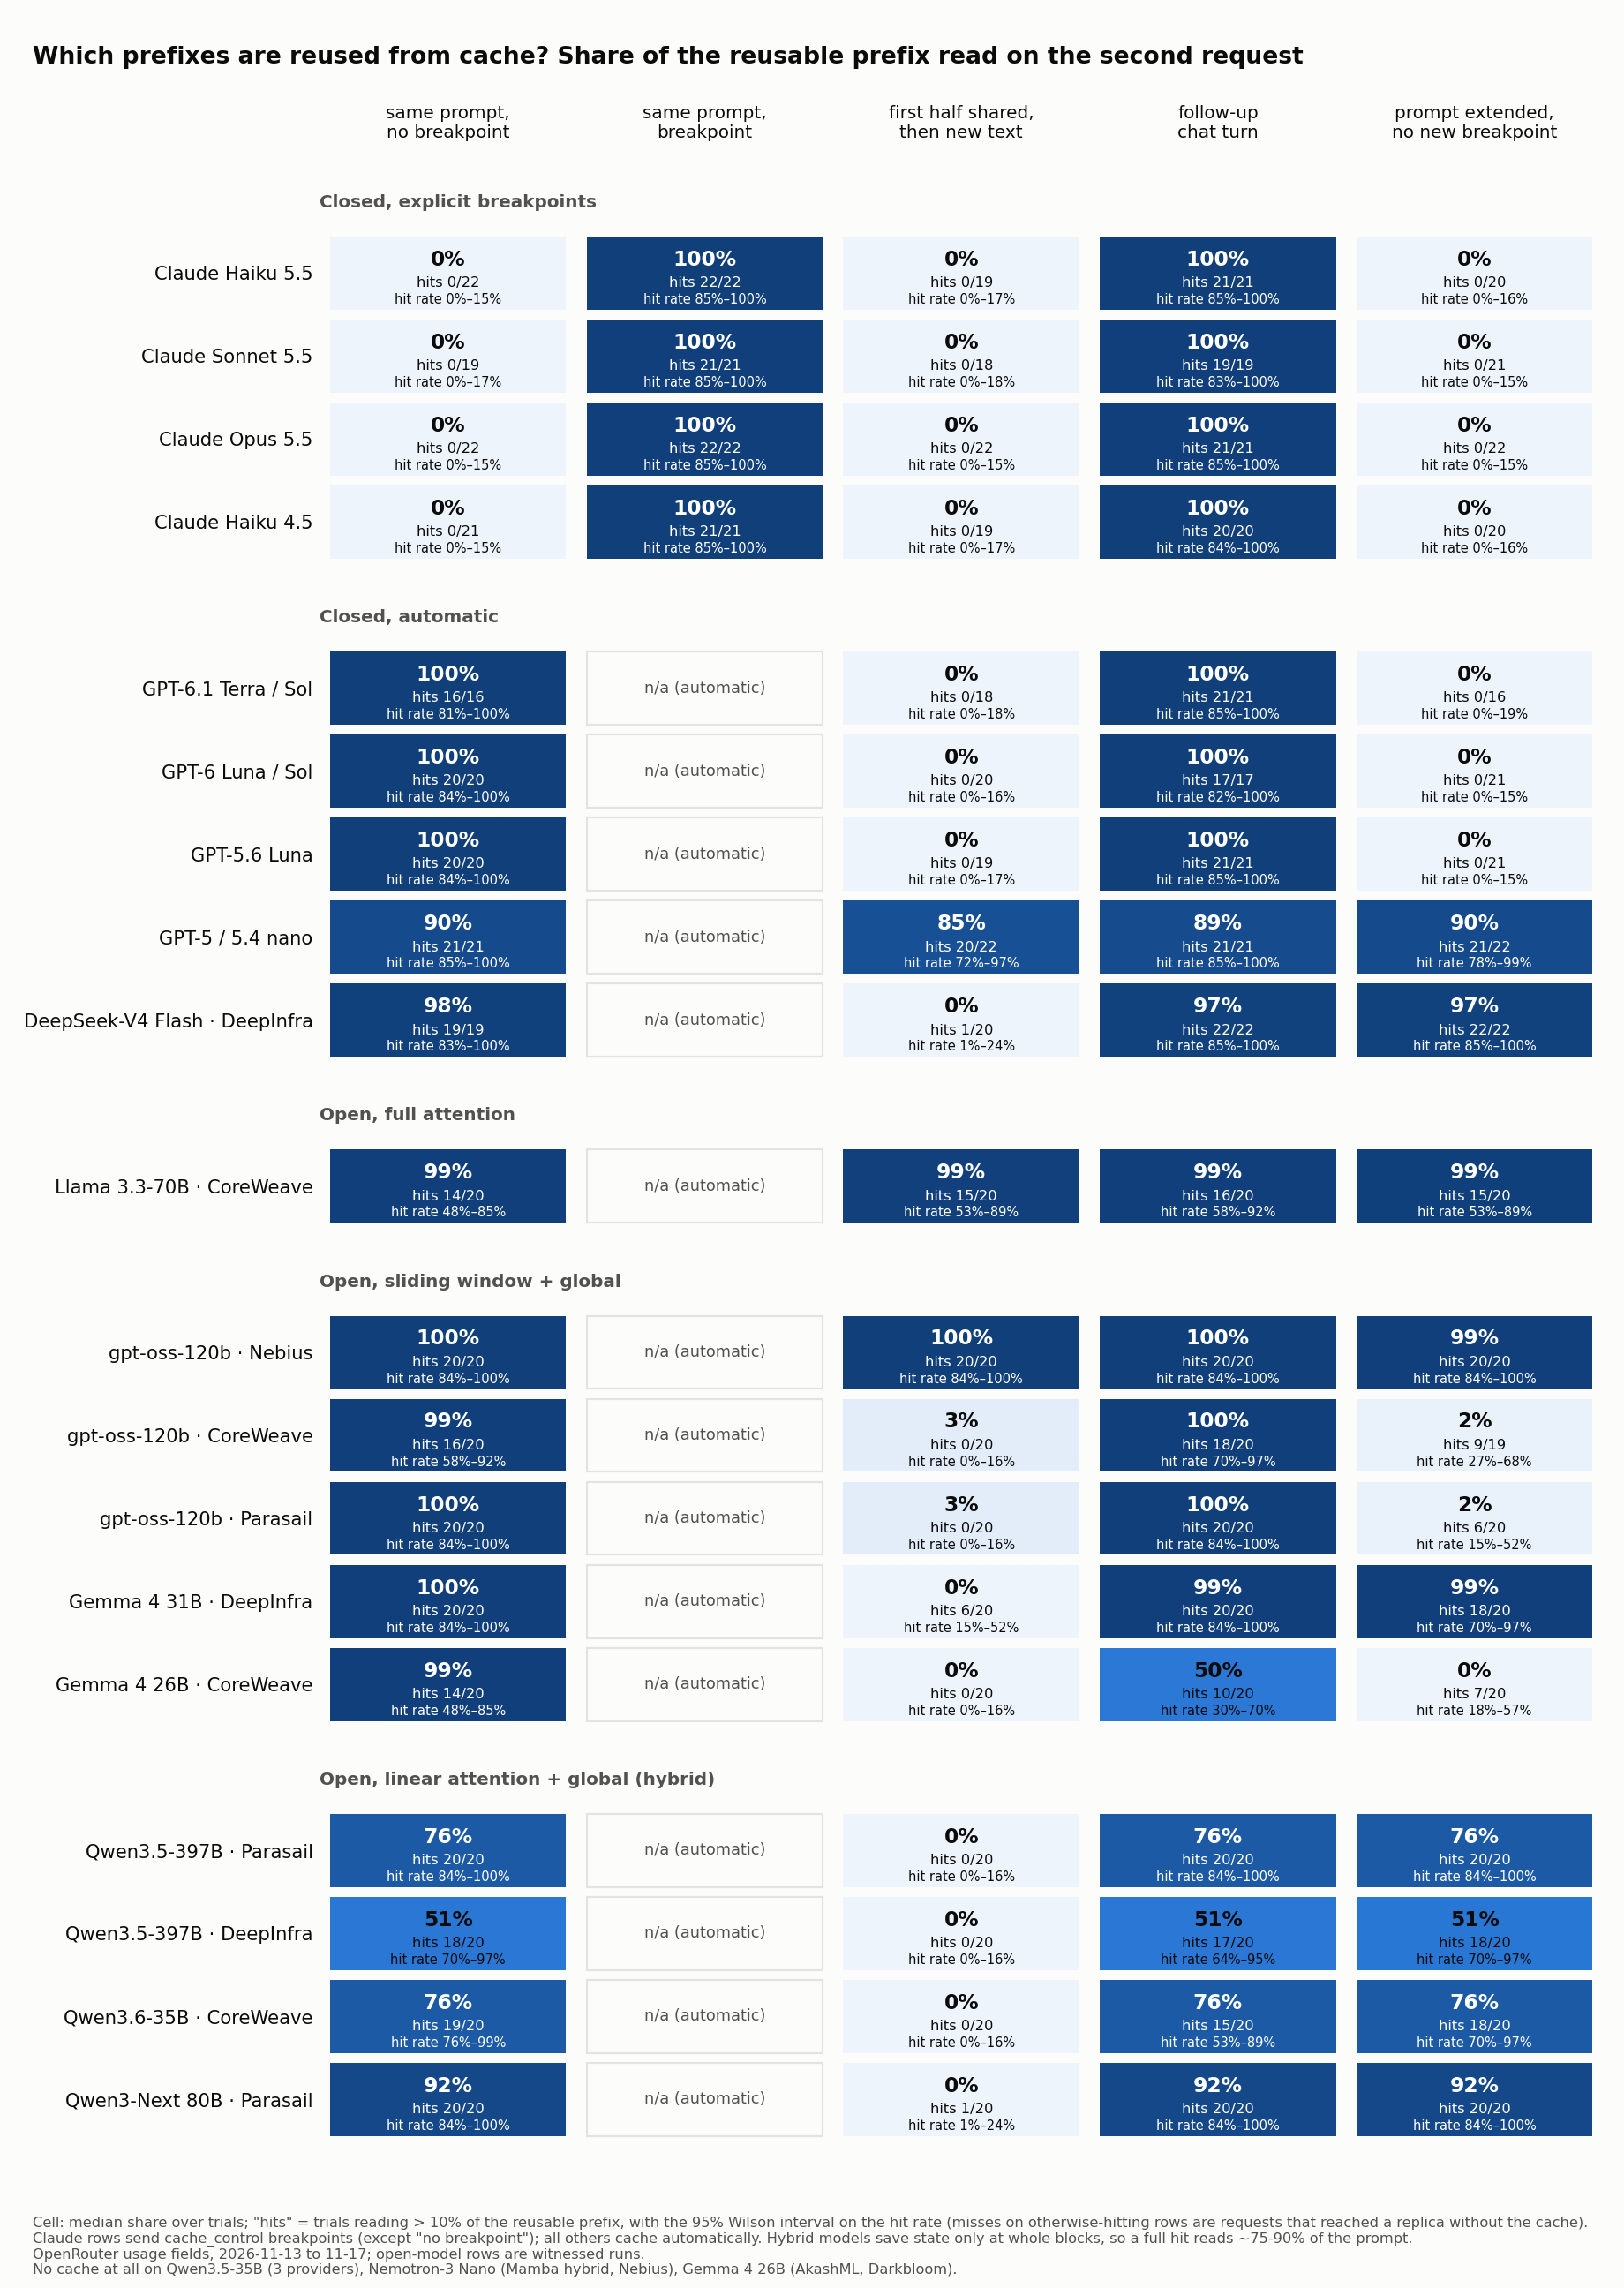 Which prefixes are reused from cache? Share of the reusable prefix read on the second request
same prompt,
no breakpoint
same prompt,
breakpoint
first half shared,
then new text
follow-up
chat turn
prompt extended,
no new breakpoint
Closed, explicit breakpoints
Claude Haiku 5.5
0%
hits 0/22
hit rate 0%–15%
100%
hits 22/22
hit rate 85%–100%
0%
hits 0/19
hit rate 0%–17%
100%
hits 21/21
hit rate 85%–100%
0%
hits 0/20
hit rate 0%–16%
Claude Sonnet 5.5
0%
hits 0/19
hit rate 0%–17%
100%
hits 21/21
hit rate 85%–100%
0%
hits 0/18
hit rate 0%–18%
100%
hits 19/19
hit rate 83%–100%
0%
hits 0/21
hit rate 0%–15%
Claude Opus 5.5
0%
hits 0/22
hit rate 0%–15%
100%
hits 22/22
hit rate 85%–100%
0%
hits 0/22
hit rate 0%–15%
100%
hits 21/21
hit rate 85%–100%
0%
hits 0/22
hit rate 0%–15%
Claude Haiku 4.5
0%
hits 0/21
hit rate 0%–15%
100%
hits 21/21
hit rate 85%–100%
0%
hits 0/19
hit rate 0%–17%
100%
hits 20/20
hit rate 84%–100%
0%
hits 0/20
hit rate 0%–16%
Closed, automatic
GPT-6.1 Terra / Sol
100%
hits 16/16
hit rate 81%–100%
n/a (automatic)
0%
hits 0/18
hit rate 0%–18%
100%
hits 21/21
hit rate 85%–100%
0%
hits 0/16
hit rate 0%–19%
GPT-6 Luna / Sol
100%
hits 20/20
hit rate 84%–100%
n/a (automatic)
0%
hits 0/20
hit rate 0%–16%
100%
hits 17/17
hit rate 82%–100%
0%
hits 0/21
hit rate 0%–15%
GPT-5.6 Luna
100%
hits 20/20
hit rate 84%–100%
n/a (automatic)
0%
hits 0/19
hit rate 0%–17%
100%
hits 21/21
hit rate 85%–100%
0%
hits 0/21
hit rate 0%–15%
GPT-5 / 5.4 nano
90%
hits 21/21
hit rate 85%–100%
n/a (automatic)
85%
hits 20/22
hit rate 72%–97%
89%
hits 21/21
hit rate 85%–100%
90%
hits 21/22
hit rate 78%–99%
DeepSeek-V4 Flash · DeepInfra
98%
hits 19/19
hit rate 83%–100%
n/a (automatic)
0%
hits 1/20
hit rate 1%–24%
97%
hits 22/22
hit rate 85%–100%
97%
hits 22/22
hit rate 85%–100%
Open, full attention
Llama 3.3-70B · CoreWeave
99%
hits 14/20
hit rate 48%–85%
n/a (automatic)
99%
hits 15/20
hit rate 53%–89%
99%
hits 16/20
hit rate 58%–92%
99%
hits 15/20
hit rate 53%–89%
Open, sliding window + global
gpt-oss-120b · Nebius
100%
hits 20/20
hit rate 84%–100%
n/a (automatic)
100%
hits 20/20
hit rate 84%–100%
100%
hits 20/20
hit rate 84%–100%
99%
hits 20/20
hit rate 84%–100%
gpt-oss-120b · CoreWeave
99%
hits 16/20
hit rate 58%–92%
n/a (automatic)
3%
hits 0/20
hit rate 0%–16%
100%
hits 18/20
hit rate 70%–97%
2%
hits 9/19
hit rate 27%–68%
gpt-oss-120b · Parasail
100%
hits 20/20
hit rate 84%–100%
n/a (automatic)
3%
hits 0/20
hit rate 0%–16%
100%
hits 20/20
hit rate 84%–100%
2%
hits 6/20
hit rate 15%–52%
Gemma 4 31B · DeepInfra
100%
hits 20/20
hit rate 84%–100%
n/a (automatic)
0%
hits 6/20
hit rate 15%–52%
99%
hits 20/20
hit rate 84%–100%
99%
hits 18/20
hit rate 70%–97%
Gemma 4 26B · CoreWeave
99%
hits 14/20
hit rate 48%–85%
n/a (automatic)
0%
hits 0/20
hit rate 0%–16%
50%
hits 10/20
hit rate 30%–70%
0%
hits 7/20
hit rate 18%–57%
Open, linear attention + global (hybrid)
Qwen3.5-397B · Parasail
76%
hits 20/20
hit rate 84%–100%
n/a (automatic)
0%
hits 0/20
hit rate 0%–16%
76%
hits 20/20
hit rate 84%–100%
76%
hits 20/20
hit rate 84%–100%
Qwen3.5-397B · DeepInfra
51%
hits 18/20
hit rate 70%–97%
n/a (automatic)
0%
hits 0/20
hit rate 0%–16%
51%
hits 17/20
hit rate 64%–95%
51%
hits 18/20
hit rate 70%–97%
Qwen3.6-35B · CoreWeave
76%
hits 19/20
hit rate 76%–99%
n/a (automatic)
0%
hits 0/20
hit rate 0%–16%
76%
hits 15/20
hit rate 53%–89%
76%
hits 18/20
hit rate 70%–97%
Qwen3-Next 80B · Parasail
92%
hits 20/20
hit rate 84%–100%
n/a (automatic)
0%
hits 1/20
hit rate 1%–24%
92%
hits 20/20
hit rate 84%–100%
92%
hits 20/20
hit rate 84%–100%
Cell: median share over trials; "hits" = trials reading > 10% of the reusable prefix, with the 95% Wilson interval on the hit rate (misses on otherwise-hitting rows are requests that reached a replica without the cache).
Claude rows send cache_control breakpoints (except "no breakpoint"); all others cache automatically. Hybrid models save state only at whole blocks, so a full hit reads ~75-90% of the prompt.
OpenRouter usage fields, 2026-11-13 to 11-17; open-model rows are witnessed runs.
No cache at all on Qwen3.5-35B (3 providers), Nemotron-3 Nano (Mamba hybrid, Nebius), Gemma 4 26B (AkashML, Darkbloom).